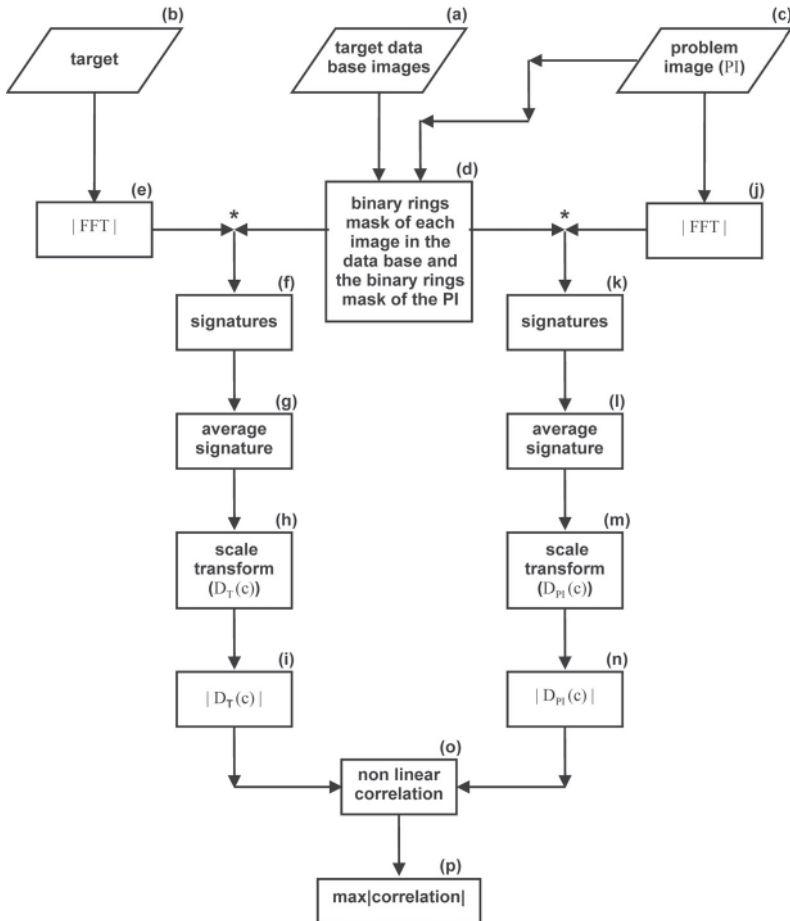 (b)
(a)
(c)
target
target data
base images
problem
image (PI)
(d)
(e)
(j)
| FFT |
*
binary rings
mask of each
image in the
data base and
the binary rings
mask of the PI
*
| FFT |
(f)
(k)
signatures
signatures
(g)
(l)
average
signature
average
signature
(h)
(m)
scale
transform
(D_T(c))
scale
transform
(D_PI(c))
(i)
(n)
| D_T(c) |
| D_PI(c) |
(o)
non linear
correlation
(p)
max|correlation|